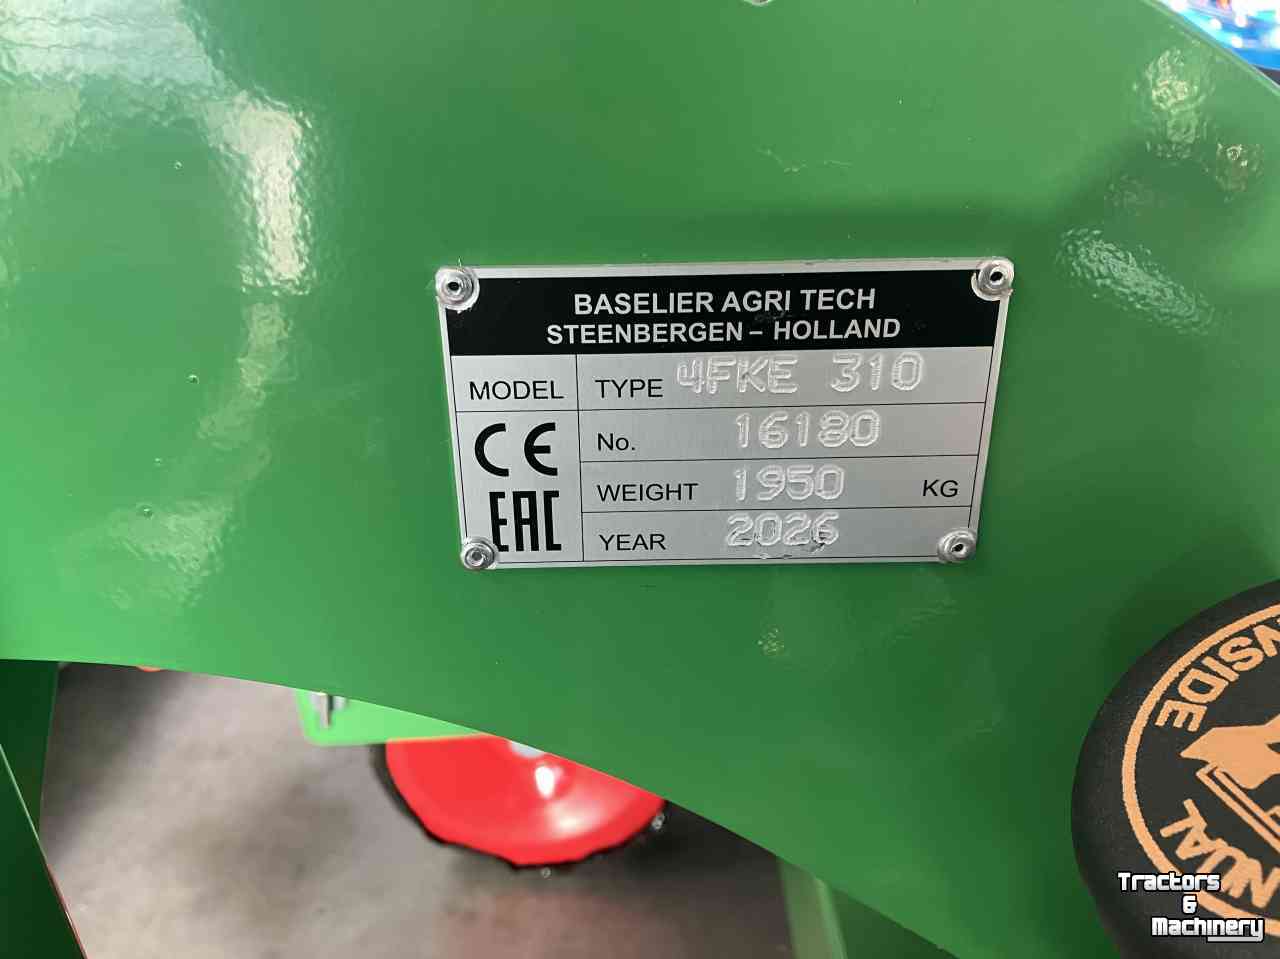 BASELIER AGRI TECH
STEENBERGEN – HOLLAND
MODEL TYPE 4FKE 310
CE No. 16180
WEIGHT 1950 KG
EAC YEAR 2026
Tractors
&
Machinery